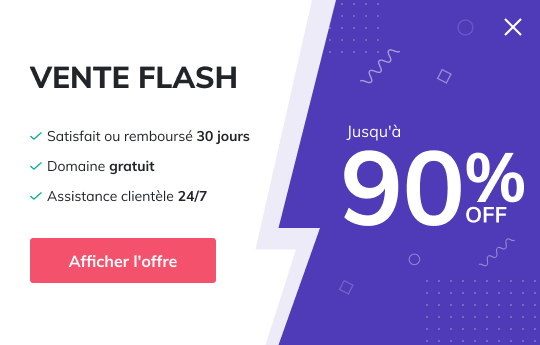 VENTE FLASH
Satisfait ou remboursé 30 jours
Domaine gratuit
Assistance clientèle 24/7
Afficher l'offre
Jusqu'à
90%
OFF